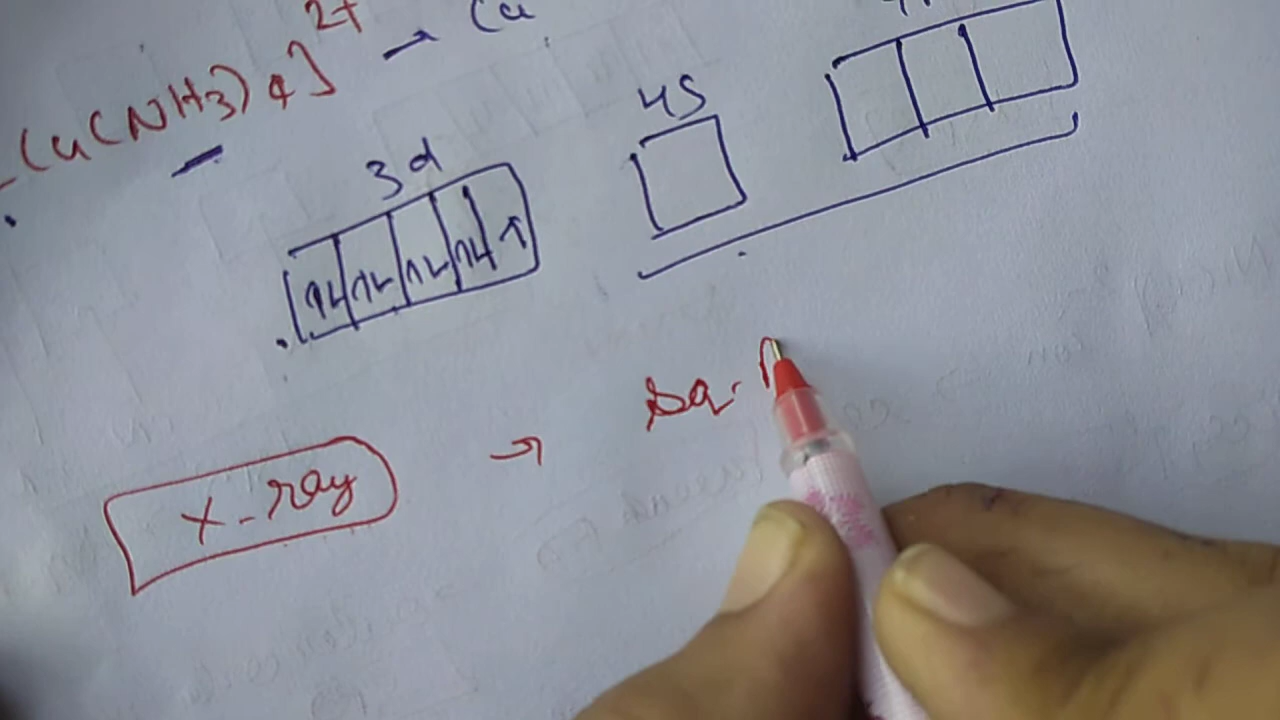 [Cu(NH3)4]2+ → Cu
3d
4s
↑↓ ↑↓ ↑↓ ↑↓ ↑
x-ray → sq.